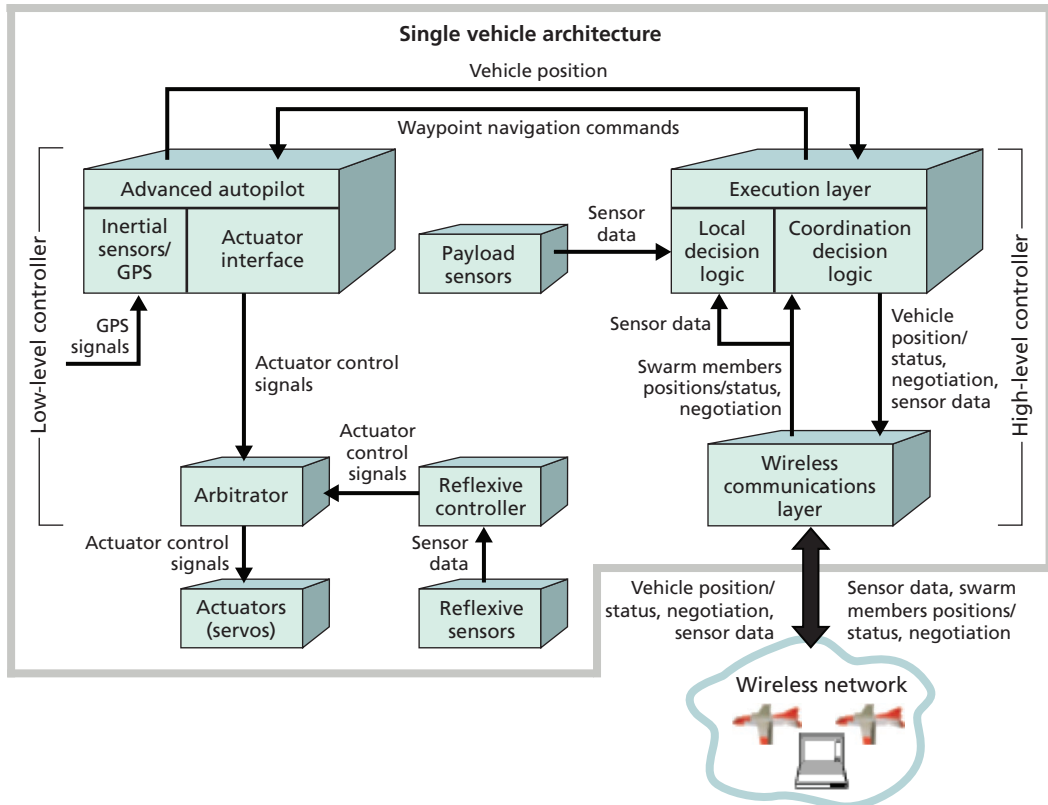 Single vehicle architecture
Vehicle position
Waypoint navigation commands
Low-level controller
Advanced autopilot
Inertial
sensors/
GPS
Actuator
interface
GPS
signals
Payload
sensors
Sensor
data
Execution layer
Local
decision
logic
Coordination
decision
logic
High-level controller
Sensor data
Swarm members
positions/status,
negotiation
Vehicle
position/
status,
negotiation,
sensor data
Actuator control
signals
Actuator
control
signals
Arbitrator
Reflexive
controller
Wireless
communications
layer
Actuator control
signals
Sensor
data
Actuators
(servos)
Reflexive
sensors
Vehicle position/
status, negotiation,
sensor data
Sensor data, swarm
members positions/
status, negotiation
Wireless network